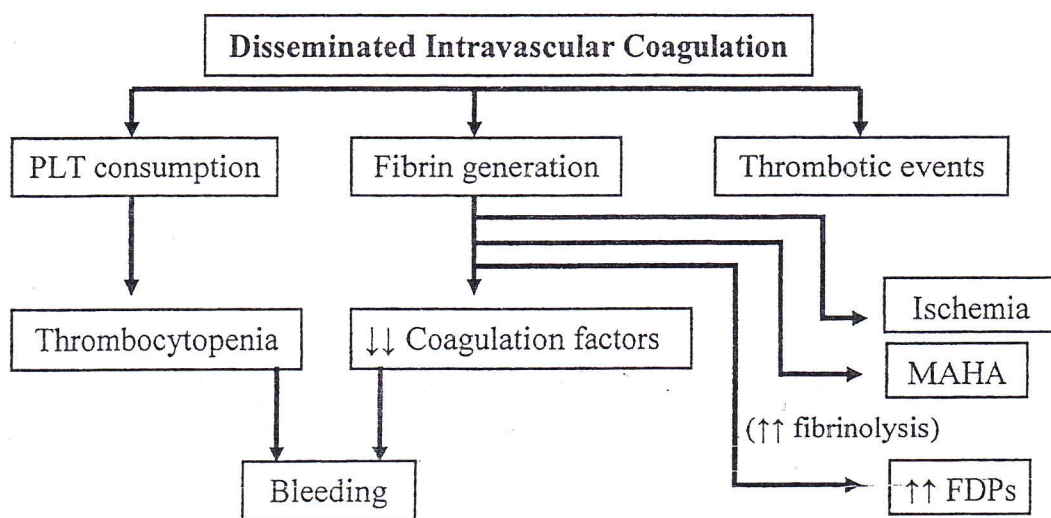 Disseminated Intravascular Coagulation
PLT consumption
Fibrin generation
Thrombotic events
Thrombocytopenia
↓↓ Coagulation factors
Ischemia
MAHA
(↑↑ fibrinolysis)
Bleeding
↑↑ FDPs